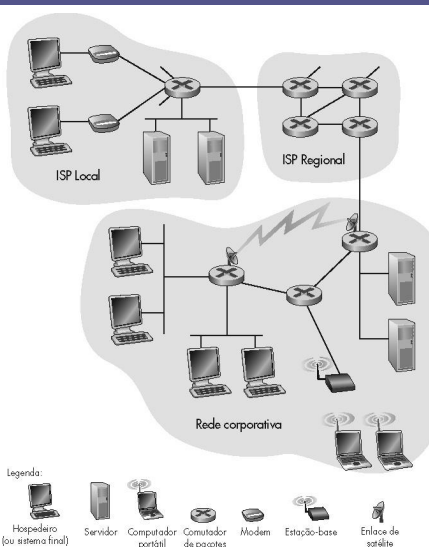 ISP Local
ISP Regional
Rede corporativa
Legenda:
Hospedeiro
(ou sistema final)
Servidor
Computador
portátil
Comutador
de pacotes
Modem
Estação-base
Enlace de
satélite